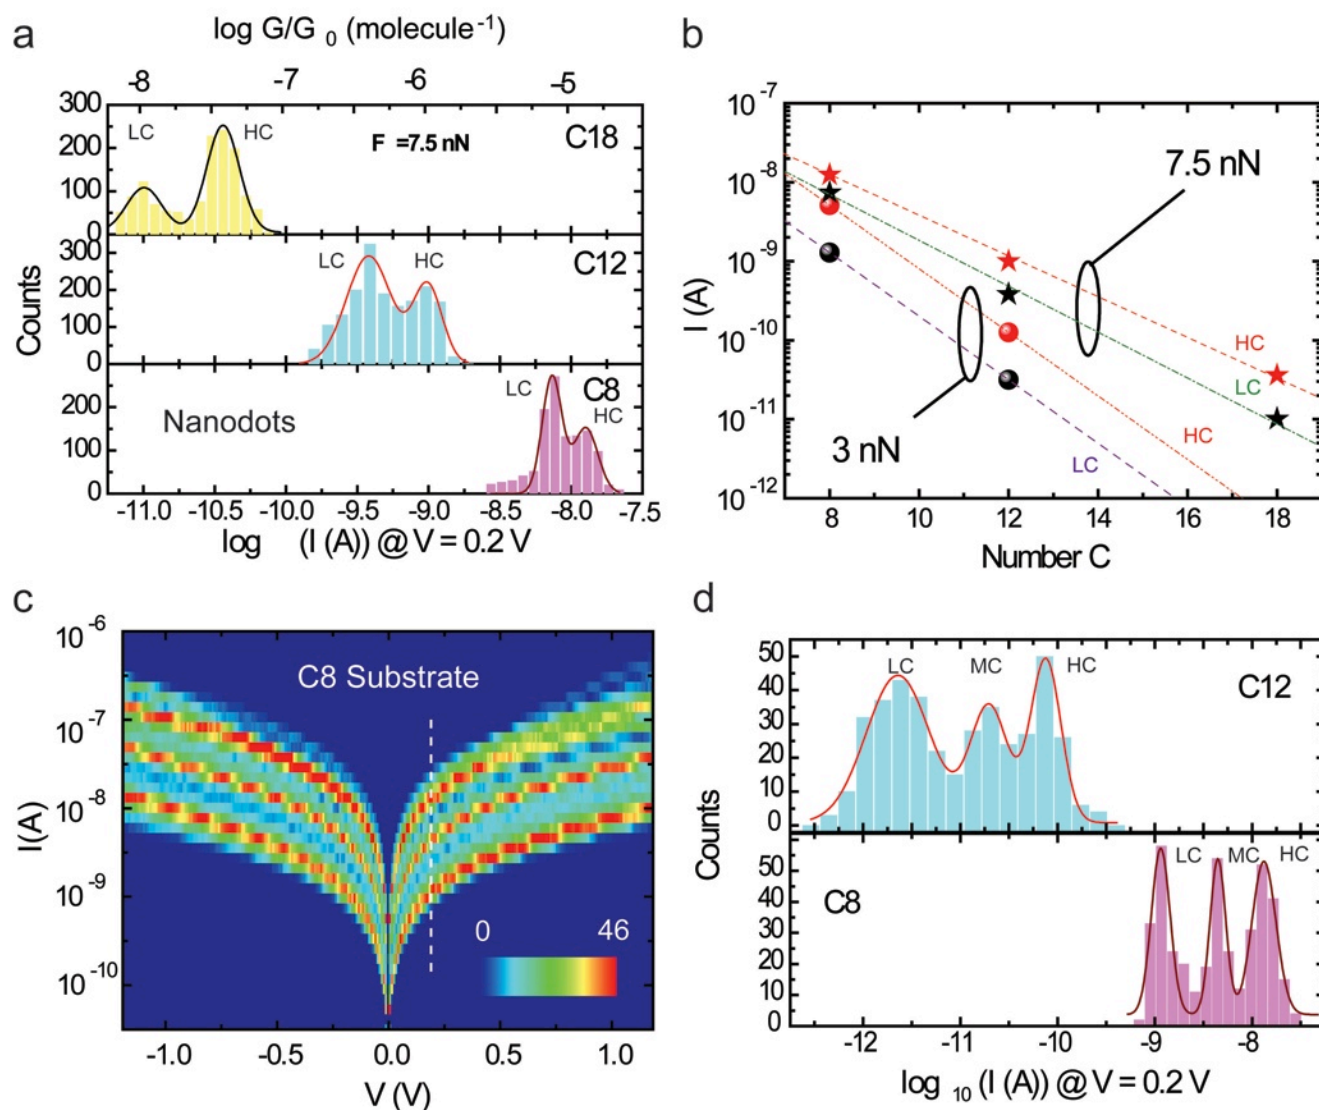 a
log G/G 0 (molecule-1)
-8 -7 -6 -5
300
200
100
0
LC HC F =7.5 nN C18
300
200
100
0
LC HC C12
200
100
0
Nanodots LC HC C8
Counts
-11.0 -10.5 -10.0 -9.5 -9.0 -8.5 -8.0 -7.5
log (I (A)) @ V = 0.2 V
b
10-7
10-8
10-9
10-10
10-11
10-12
I (A)
7.5 nN
3 nN
HC
LC
HC
LC
8 10 12 14 16 18
Number C
c
10-6
10-7
10-8
10-9
10-10
I(A)
C8 Substrate
0 46
-1.0 -0.5 0.0 0.5 1.0
V (V)
d
50
40
30
20
10
0
LC MC HC
C12
50
40
30
20
10
0
LC MC HC
C8
Counts
-12 -11 -10 -9 -8
log 10 (I (A)) @ V = 0.2 V